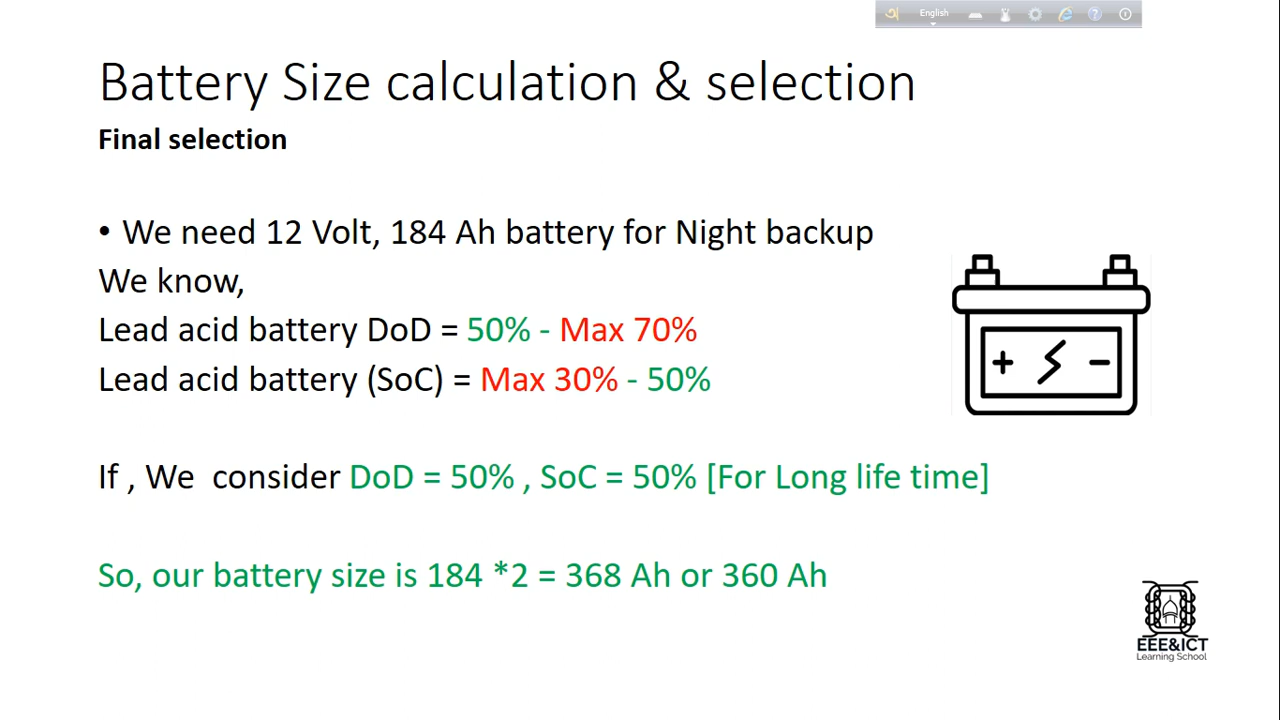 English
Battery Size calculation & selection
Final selection
• We need 12 Volt, 184 Ah battery for Night backup
We know,
Lead acid battery DoD = 50% - Max 70%
Lead acid battery (SoC) = Max 30% - 50%
If , We  consider DoD = 50% , SoC = 50% [For Long life time]
So, our battery size is 184 *2 = 368 Ah or 360 Ah
EEE&ICT
Learning School